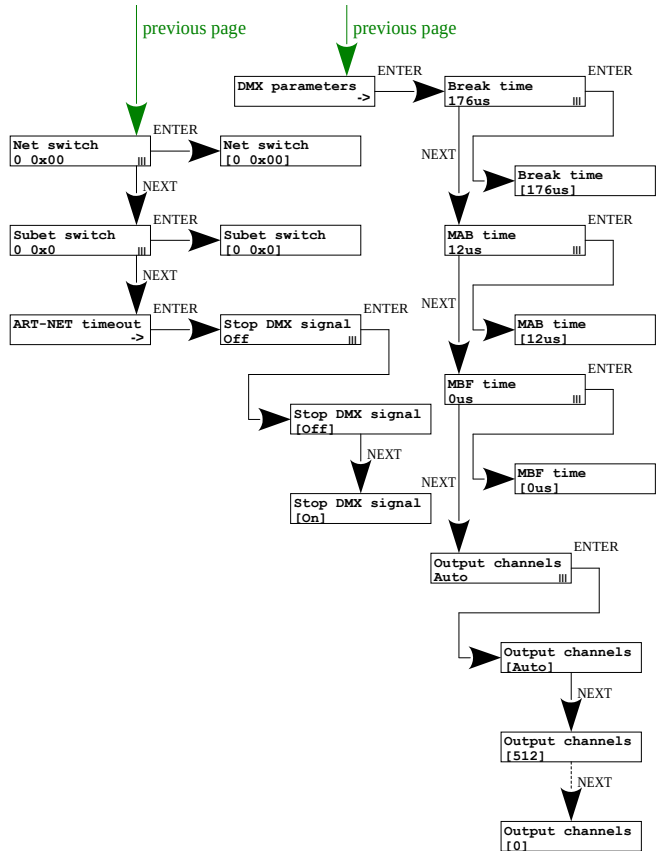 previous page
previous page
DMX parameters
->
ENTER
Break time
176us
ENTER
NEXT
Break time
[176us]
Net switch
0 0x00
ENTER
Net switch
[0 0x00]
NEXT
Subet switch
0 0x0
ENTER
Subet switch
[0 0x0]
NEXT
MAB time
12us
ENTER
NEXT
MAB time
[12us]
ART-NET timeout
->
ENTER
Stop DMX signal
Off
ENTER
Stop DMX signal
[Off]
NEXT
Stop DMX signal
[On]
MBF time
0us
ENTER
NEXT
MBF time
[0us]
Output channels
Auto
ENTER
Output channels
[Auto]
NEXT
Output channels
[512]
NEXT
Output channels
[0]